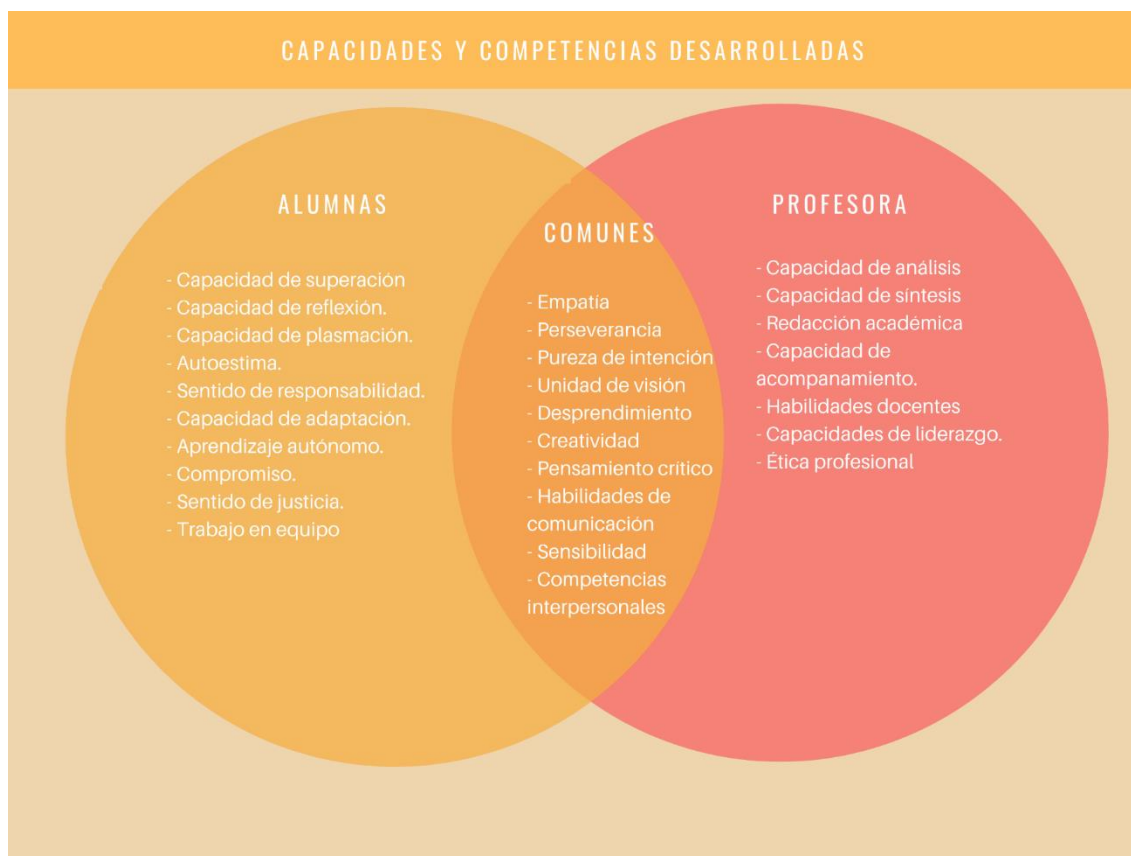 CAPACIDADES Y COMPETENCIAS DESARROLLADAS
ALUMNAS
- Capacidad de superación
- Capacidad de reflexión.
- Capacidad de plasmación.
- Autoestima.
- Sentido de responsabilidad.
- Capacidad de adaptación.
- Aprendizaje autónomo.
- Compromiso.
- Sentido de justicia.
- Trabajo en equipo
COMUNES
- Empatía
- Perseverancia
- Pureza de intención
- Unidad de visión
- Desprendimiento
- Creatividad
- Pensamiento crítico
- Habilidades de
comunicación
- Sensibilidad
- Competencias
interpersonales
PROFESORA
- Capacidad de análisis
- Capacidad de síntesis
- Redacción académica
- Capacidad de
acompanamiento.
- Habilidades docentes
- Capacidades de liderazgo.
- Ética profesional